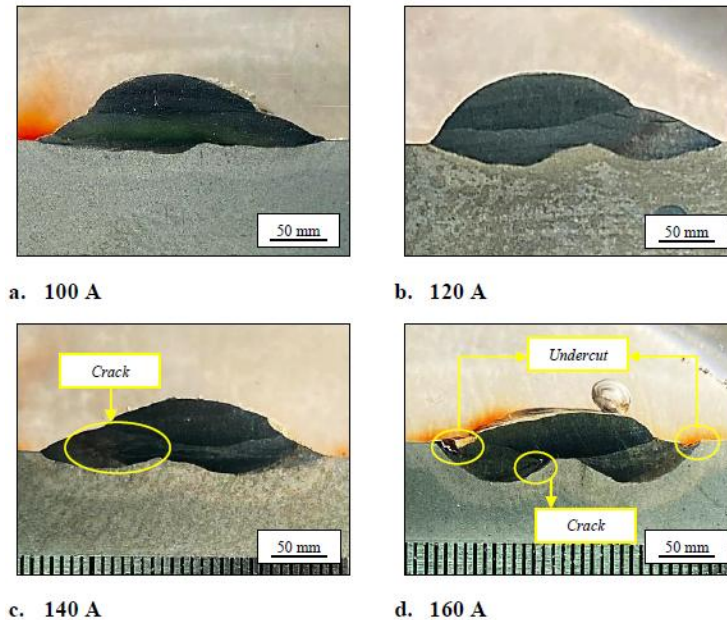 50 mm
50 mm
a. 100 A
b. 120 A
Crack
50 mm
Undercut
Crack
50 mm
c. 140 A
d. 160 A